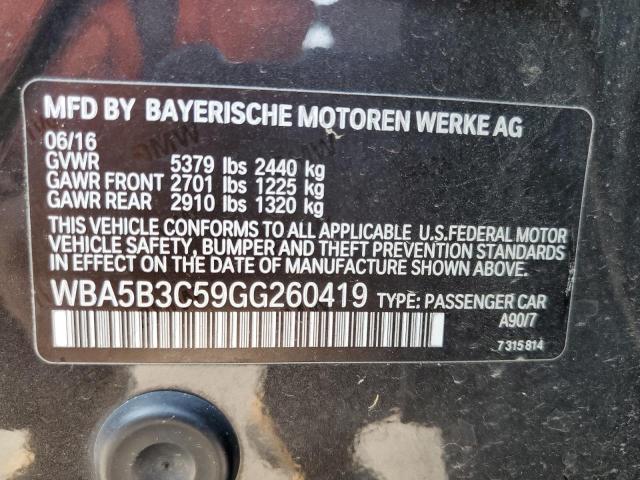 MFD BY BAYERISCHE MOTOREN WERKE AG
06/16
GVWR 5379 lbs 2440 kg
GAWR FRONT 2701 lbs 1225 kg
GAWR REAR 2910 lbs 1320 kg
THIS VEHICLE CONFORMS TO ALL APPLICABLE U.S.FEDERAL MOTOR
VEHICLE SAFETY, BUMPER AND THEFT PREVENTION STANDARDS
IN EFFECT ON THE DATE OF MANUFACTURE SHOWN ABOVE.
WBA5B3C59GG260419 TYPE: PASSENGER CAR
A90/7
7 315 814